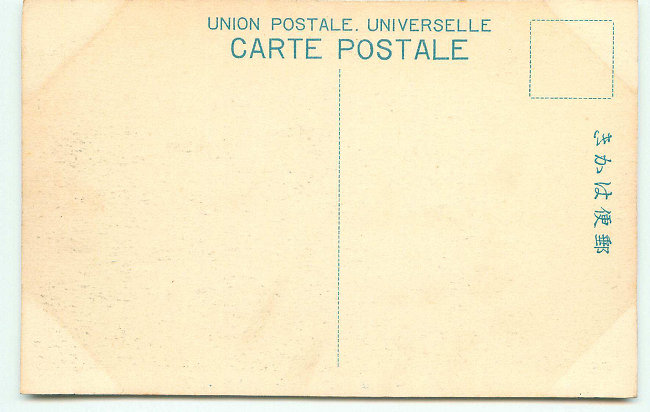 UNION POSTALE. UNIVERSELLE
CARTE POSTALE
きかは便郵